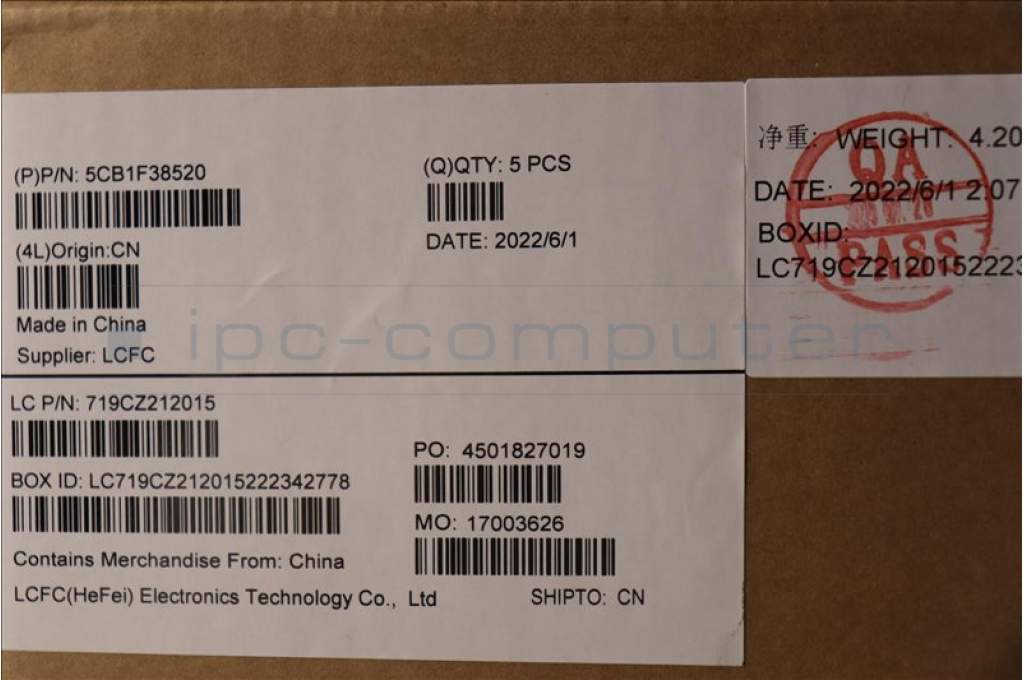 (P)P/N: 5CB1F38520
(Q)QTY: 5 PCS
(4L)Origin:CN
DATE: 2022/6/1
Made in China
Supplier: LCFC
LC P/N: 719CZ212015
PO: 4501827019
BOX ID: LC719CZ212015222342778
MO: 17003626
Contains Merchandise From: China
LCFC(HeFei) Electronics Technology Co., Ltd
SHIPTO: CN
净重: WEIGHT: 4.20
DATE: 2022/6/1 2:07
BOXID:
LC719CZ2120152223
QA
PASS
ipc-computer